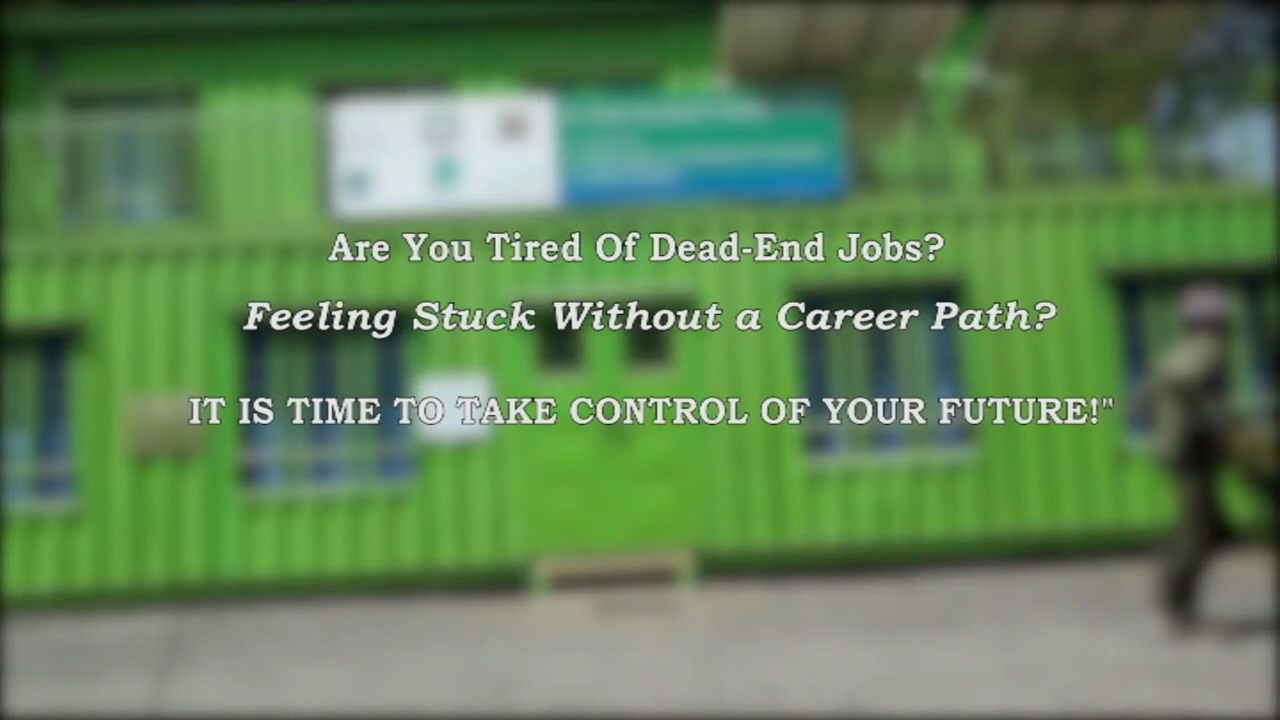 Are You Tired Of Dead-End Jobs?
Feeling Stuck Without a Career Path?
IT IS TIME TO TAKE CONTROL OF YOUR FUTURE!"